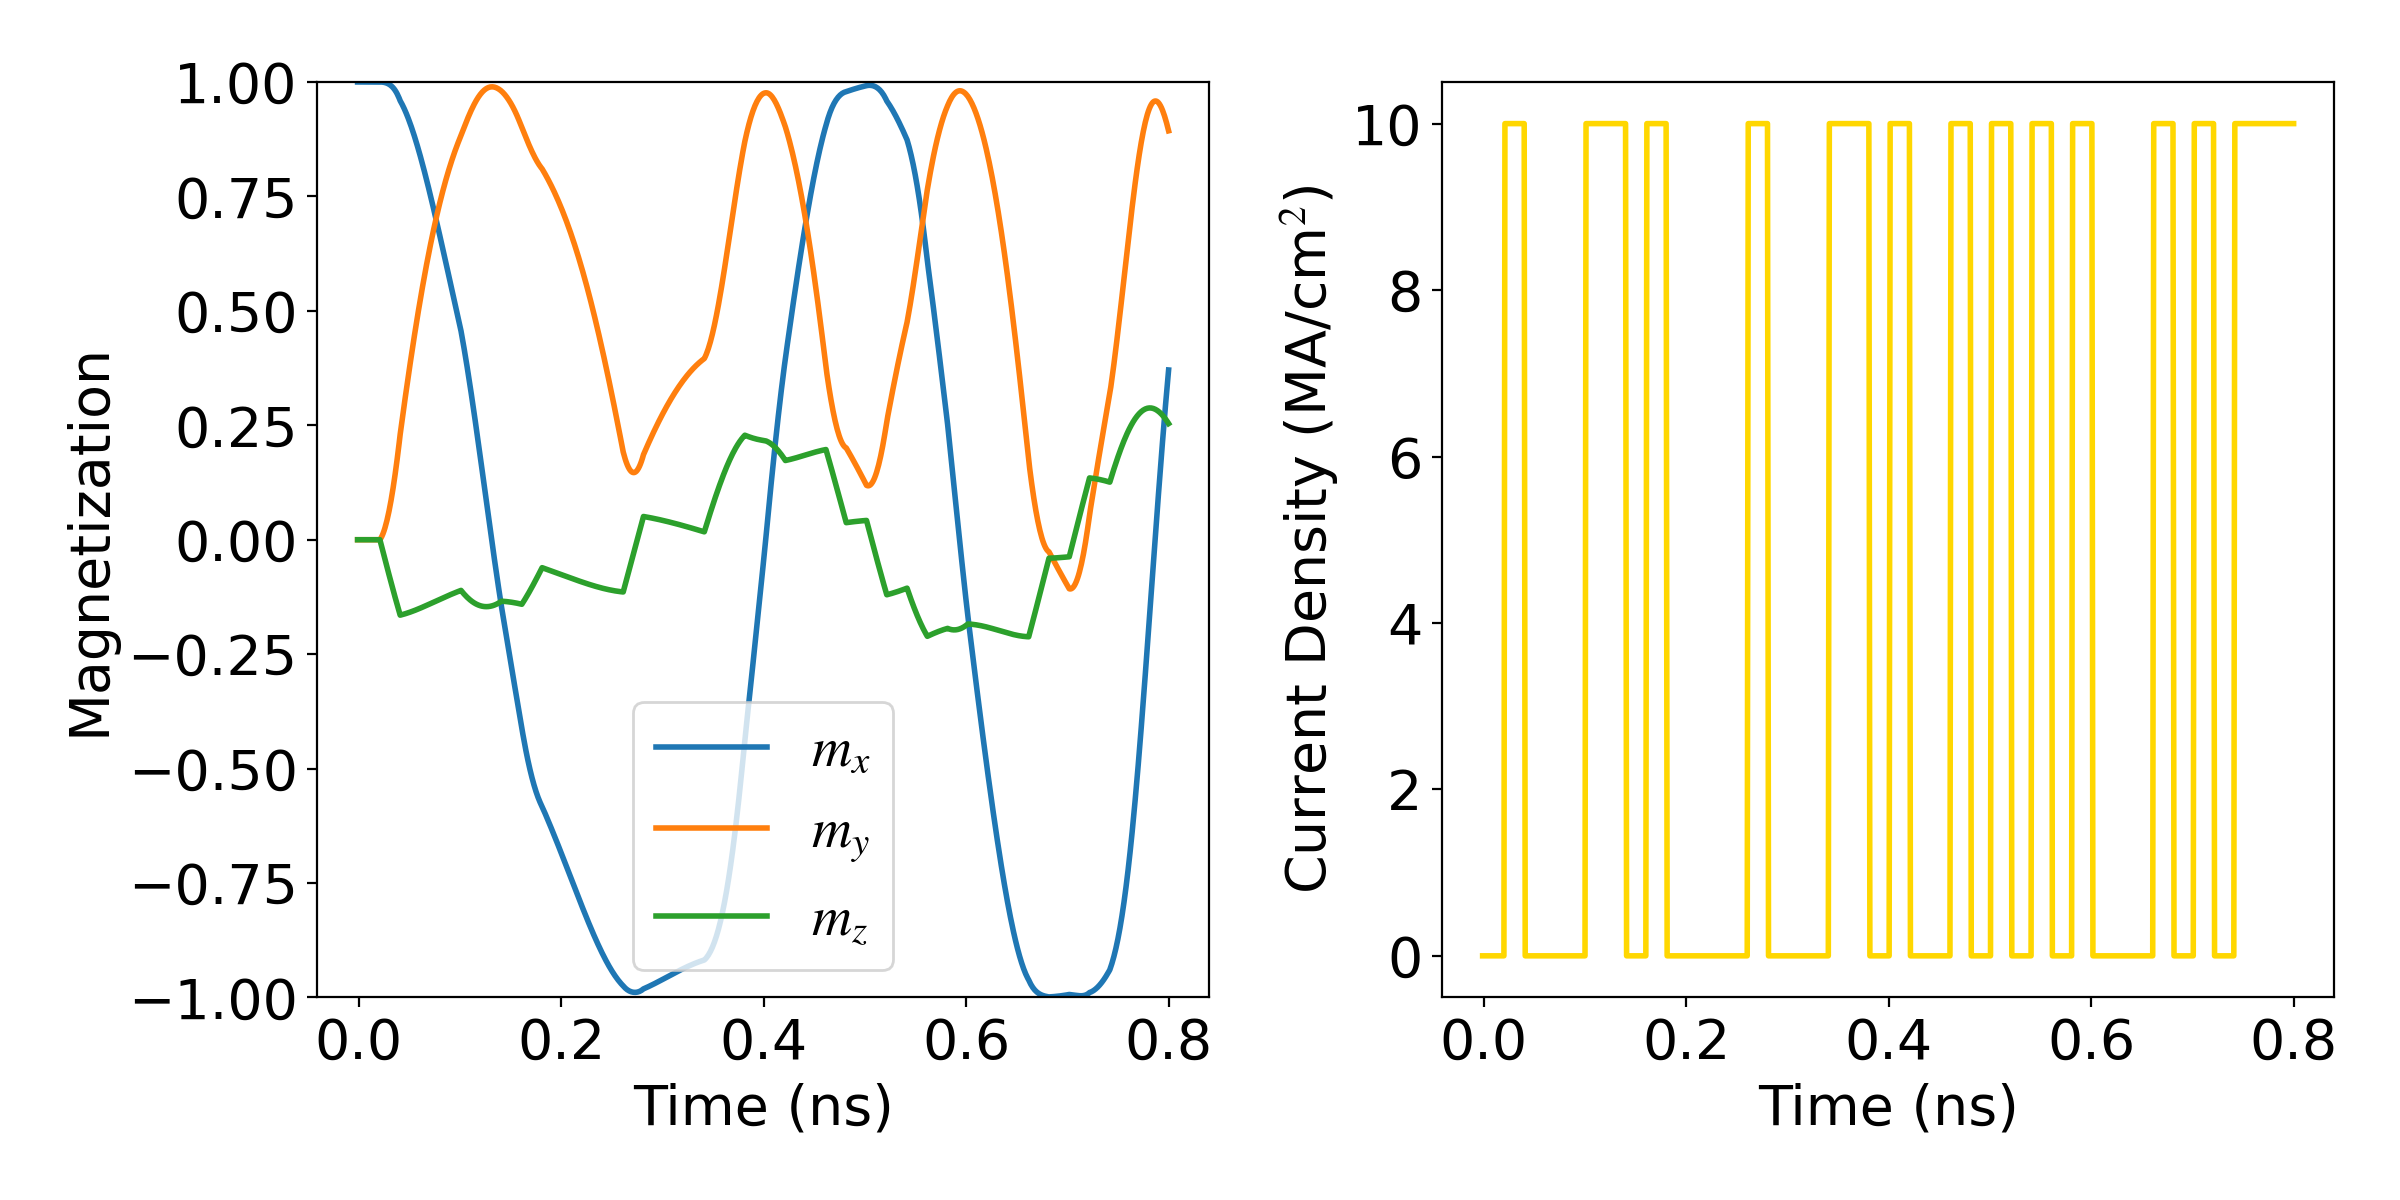 Magnetization
1.00
0.75
0.50
0.25
0.00
−0.25
−0.50
−0.75
−1.00
0.0 0.2 0.4 0.6 0.8
Time (ns)
m_x
m_y
m_z
Current Density (MA/cm²)
10
8
6
4
2
0
0.0 0.2 0.4 0.6 0.8
Time (ns)